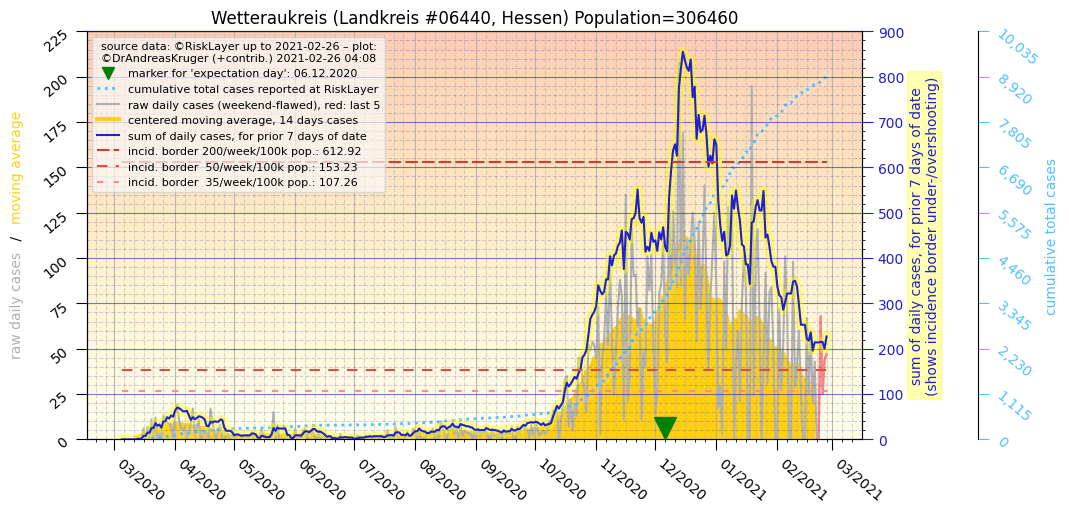 Wetteraukreis (Landkreis #06440, Hessen) Population=306460
source data: ©RiskLayer up to 2021-02-26 – plot:
©DrAndreasKruger (+contrib.) 2021-02-26 04:08
marker for 'expectation day': 06.12.2020
cumulative total cases reported at RiskLayer
raw daily cases (weekend-flawed), red: last 5
centered moving average, 14 days cases
sum of daily cases, for prior 7 days of date
incid. border 200/week/100k pop.: 612.92
incid. border  50/week/100k pop.: 153.23
incid. border  35/week/100k pop.: 107.26
raw daily cases / moving average
225
200
175
150
125
100
75
50
25
0
03/2020
04/2020
05/2020
06/2020
07/2020
08/2020
09/2020
10/2020
11/2020
12/2020
01/2021
02/2021
03/2021
900
800
700
600
500
400
300
200
100
0
sum of daily cases, for prior 7 days of date
(shows incidence border under-/overshooting)
10,035
8,920
7,805
6,690
5,575
4,460
3,345
2,230
1,115
0
cumulative total cases